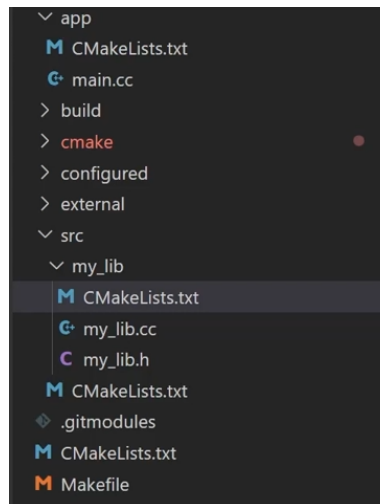 app
CMakeLists.txt
main.cc
build
cmake
configured
external
src
my_lib
CMakeLists.txt
my_lib.cc
my_lib.h
CMakeLists.txt
.gitmodules
CMakeLists.txt
Makefile